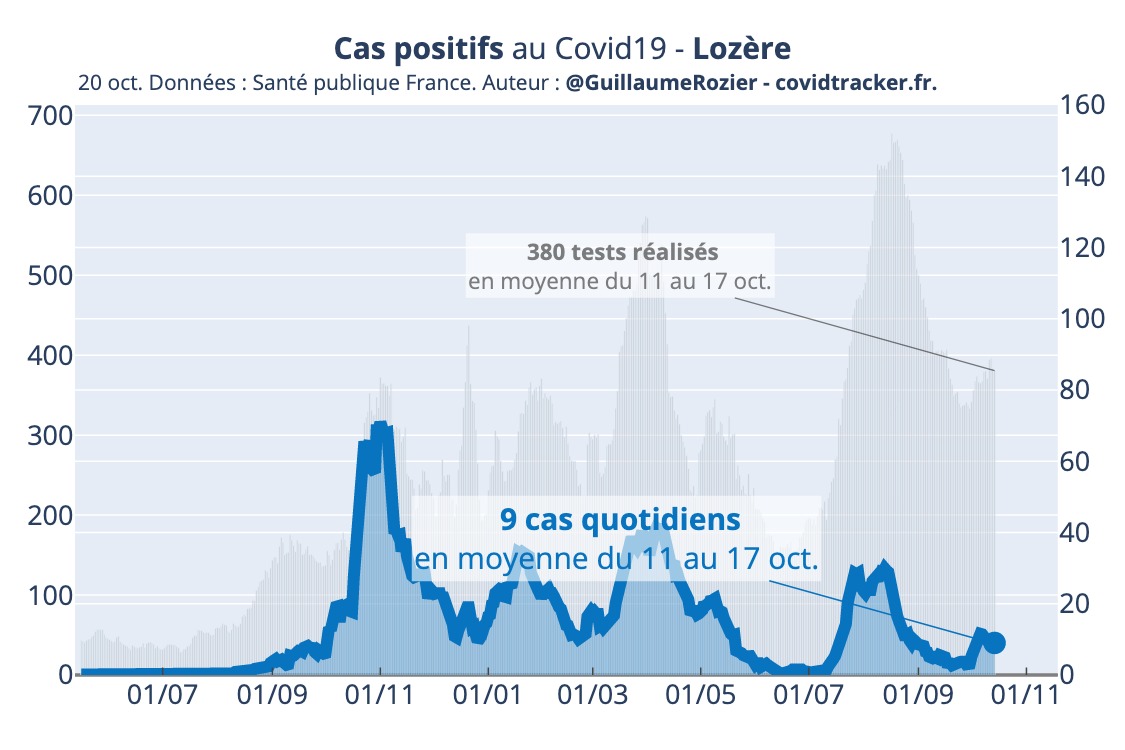 Cas positifs au Covid19 - Lozère
20 oct. Données : Santé publique France. Auteur : @GuillaumeRozier - covidtracker.fr.
700
600
500
400
300
200
100
0
160
140
120
100
80
60
40
20
0
380 tests réalisés
en moyenne du 11 au 17 oct.
9 cas quotidiens
en moyenne du 11 au 17 oct.
01/07 01/09 01/11 01/01 01/03 01/05 01/07 01/09 01/11